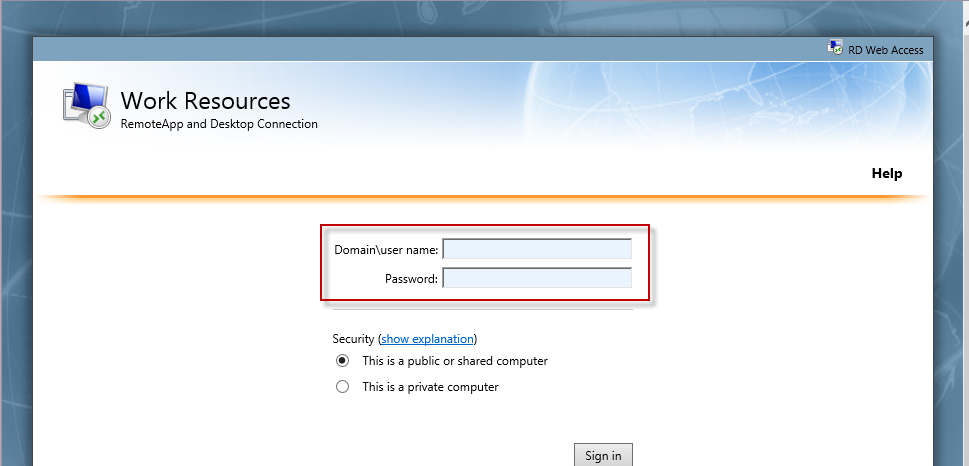 RD Web Access
Work Resources
RemoteApp and Desktop Connection
Help
Domain\user name:
Password:
Security (show explanation)
This is a public or shared computer
This is a private computer
Sign in